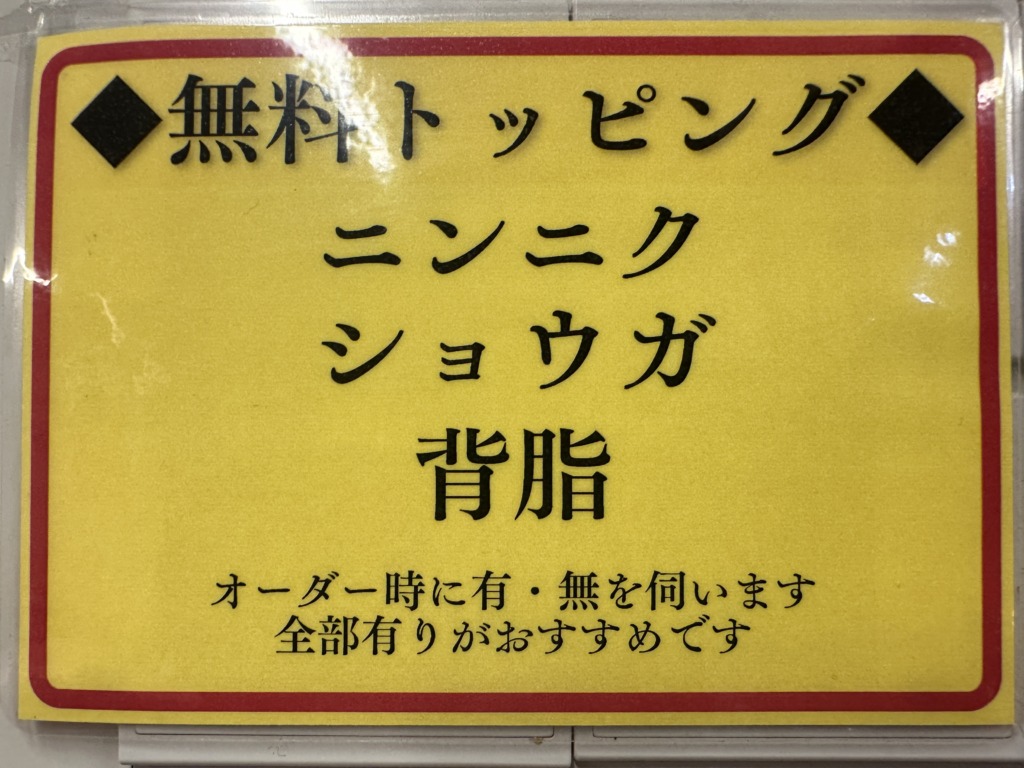 ◆無料トッピング◆
ニンニク
ショウガ
背脂
オーダー時に有・無を伺います
全部有りがおすすめです